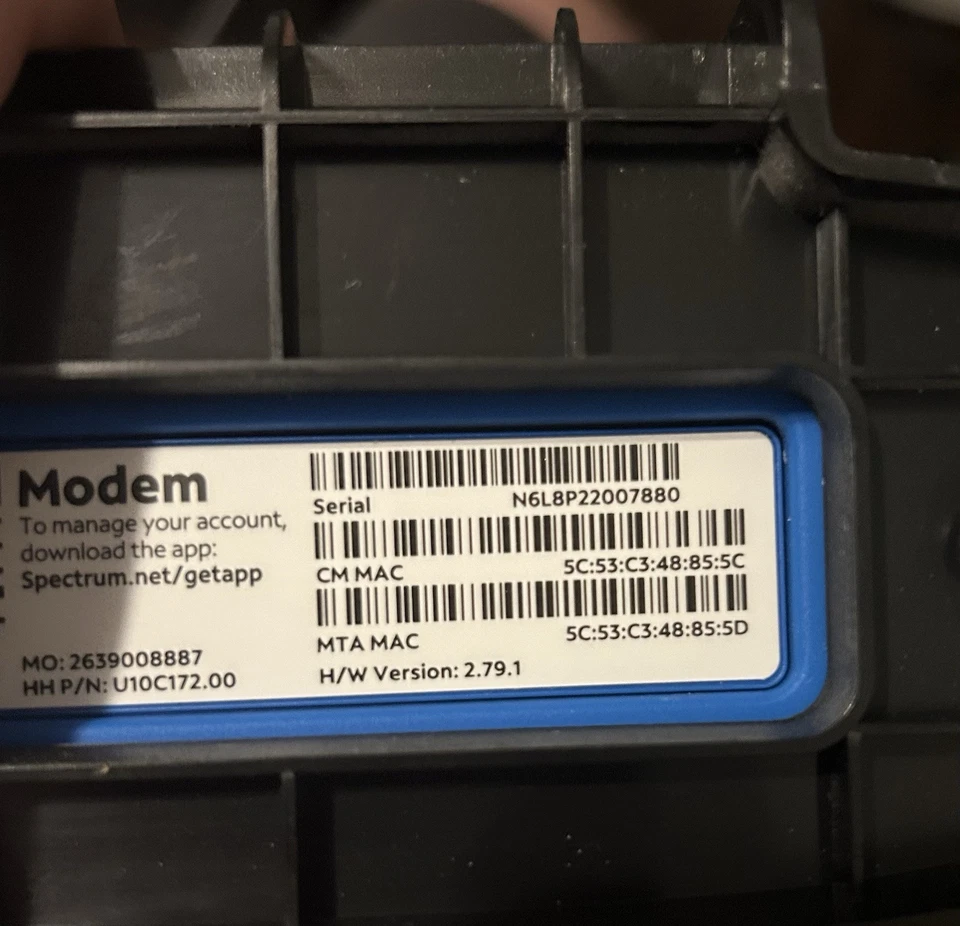 Modem
To manage your account,
download the app:
Spectrum.net/getapp
MO: 2639008887
HH P/N: U10C172.00
Serial N6L8P22007880
CM MAC 5C:53:C3:48:85:5C
MTA MAC 5C:53:C3:48:85:5D
H/W Version: 2.79.1